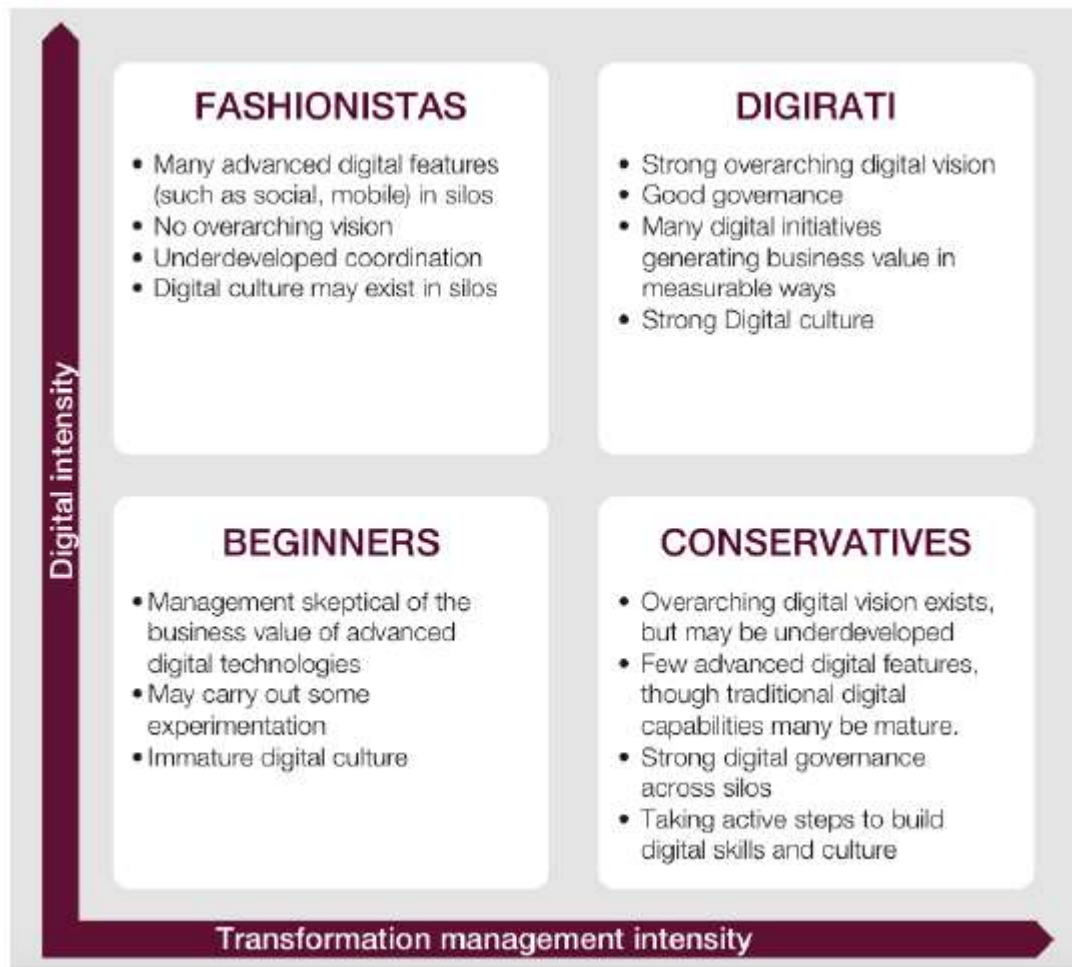 FASHIONISTAS
• Many advanced digital features
(such as social, mobile) in silos
• No overarching vision
• Underdeveloped coordination
• Digital culture may exist in silos
DIGIRATI
• Strong overarching digital vision
• Good governance
• Many digital initiatives
generating business value in
measurable ways
• Strong Digital culture
Digital intensity
BEGINNERS
• Management skeptical of the
business value of advanced
digital technologies
• May carry out some
experimentation
• Immature digital culture
CONSERVATIVES
• Overarching digital vision exists,
but may be underdeveloped
• Few advanced digital features,
though traditional digital
capabilities many be mature.
• Strong digital governance
across silos
• Taking active steps to build
digital skills and culture
Transformation management intensity